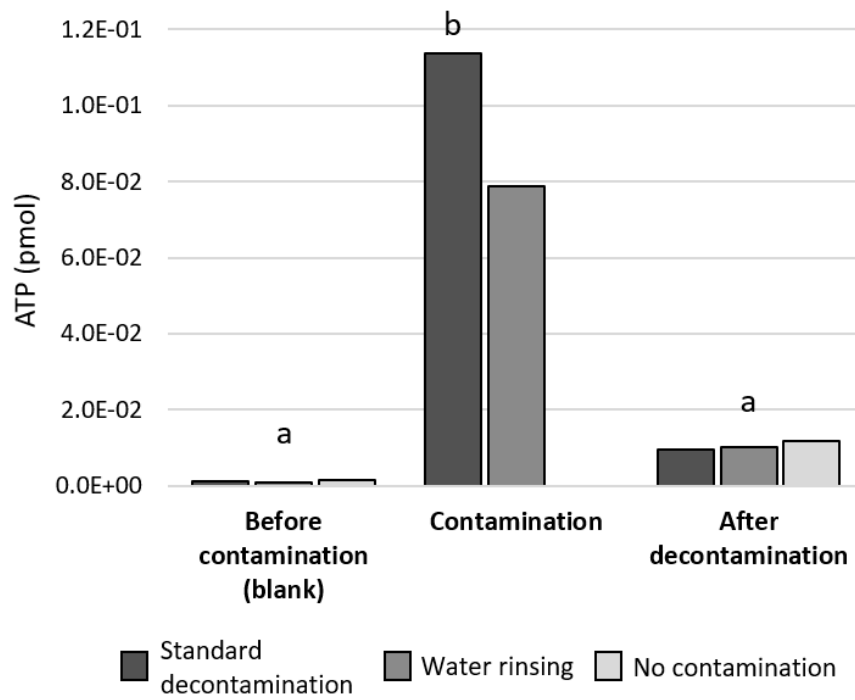 1.2E-01
b
1.0E-01
8.0E-02
6.0E-02
4.0E-02
2.0E-02
0.0E+00
ATP (pmol)
a
a
Before
contamination
(blank)
Contamination
After
decontamination
Standard
decontamination
Water rinsing
No contamination